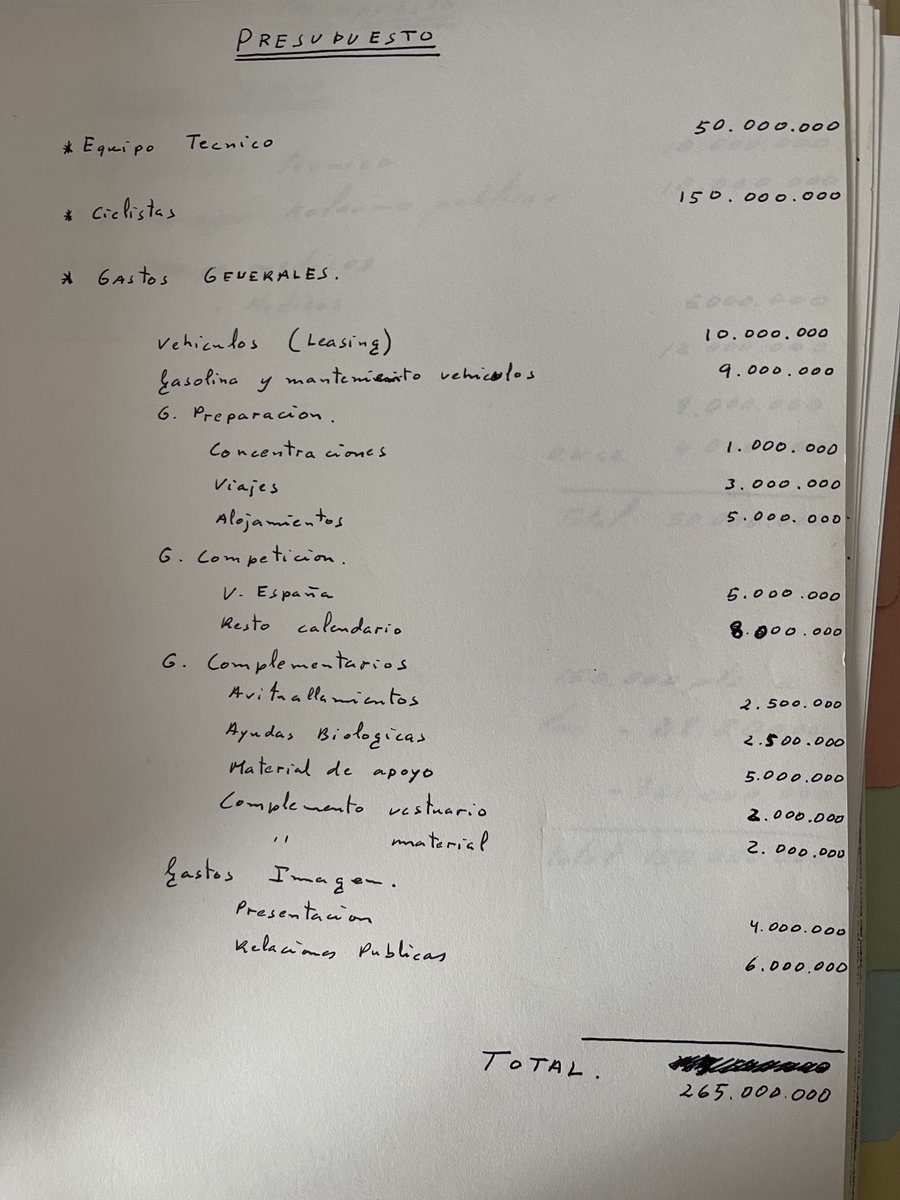 PRESUPUESTO
* Equipo Tecnico 50.000.000
* Ciclistas 150.000.000
* Gastos GENERALES.
Vehiculos (Leasing) 10.000.000
Gasolina y mantenimiento vehiculos 9.000.000
G. Preparacion.
Concentraciones 1.000.000
Viajes 3.000.000
Alojamientos 5.000.000
G. Competicion.
V. España 5.000.000
Resto calendario 8.000.000
G. Complementarios
Avituallamientos 2.500.000
Ayudas Biologicas 2.500.000
Material de apoyo 5.000.000
Complemento vestuario 2.000.000
'' material 2.000.000
Gastos Imagen.
Presentacion 4.000.000
Relaciones Publicas 6.000.000
TOTAL. 265.000.000